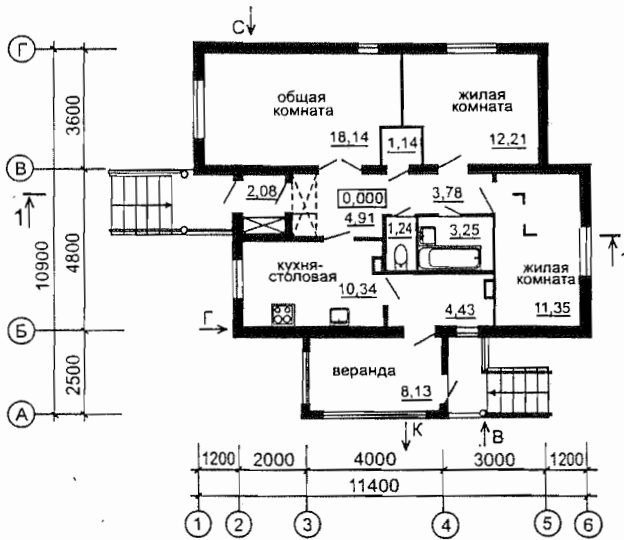 С
Г
общая
комната
18,14
жилая
комната
12,21
1,14
3600
В
2,08
0,000
4,91
3,78
1
1,24
3,25
1
10900
4800
кухня-
столовая
10,34
жилая
комната
11,35
4,43
Г
Б
2500
веранда
8,13
А
К
В
1200
2000
4000
3000
1200
11400
1
2
3
4
5
6